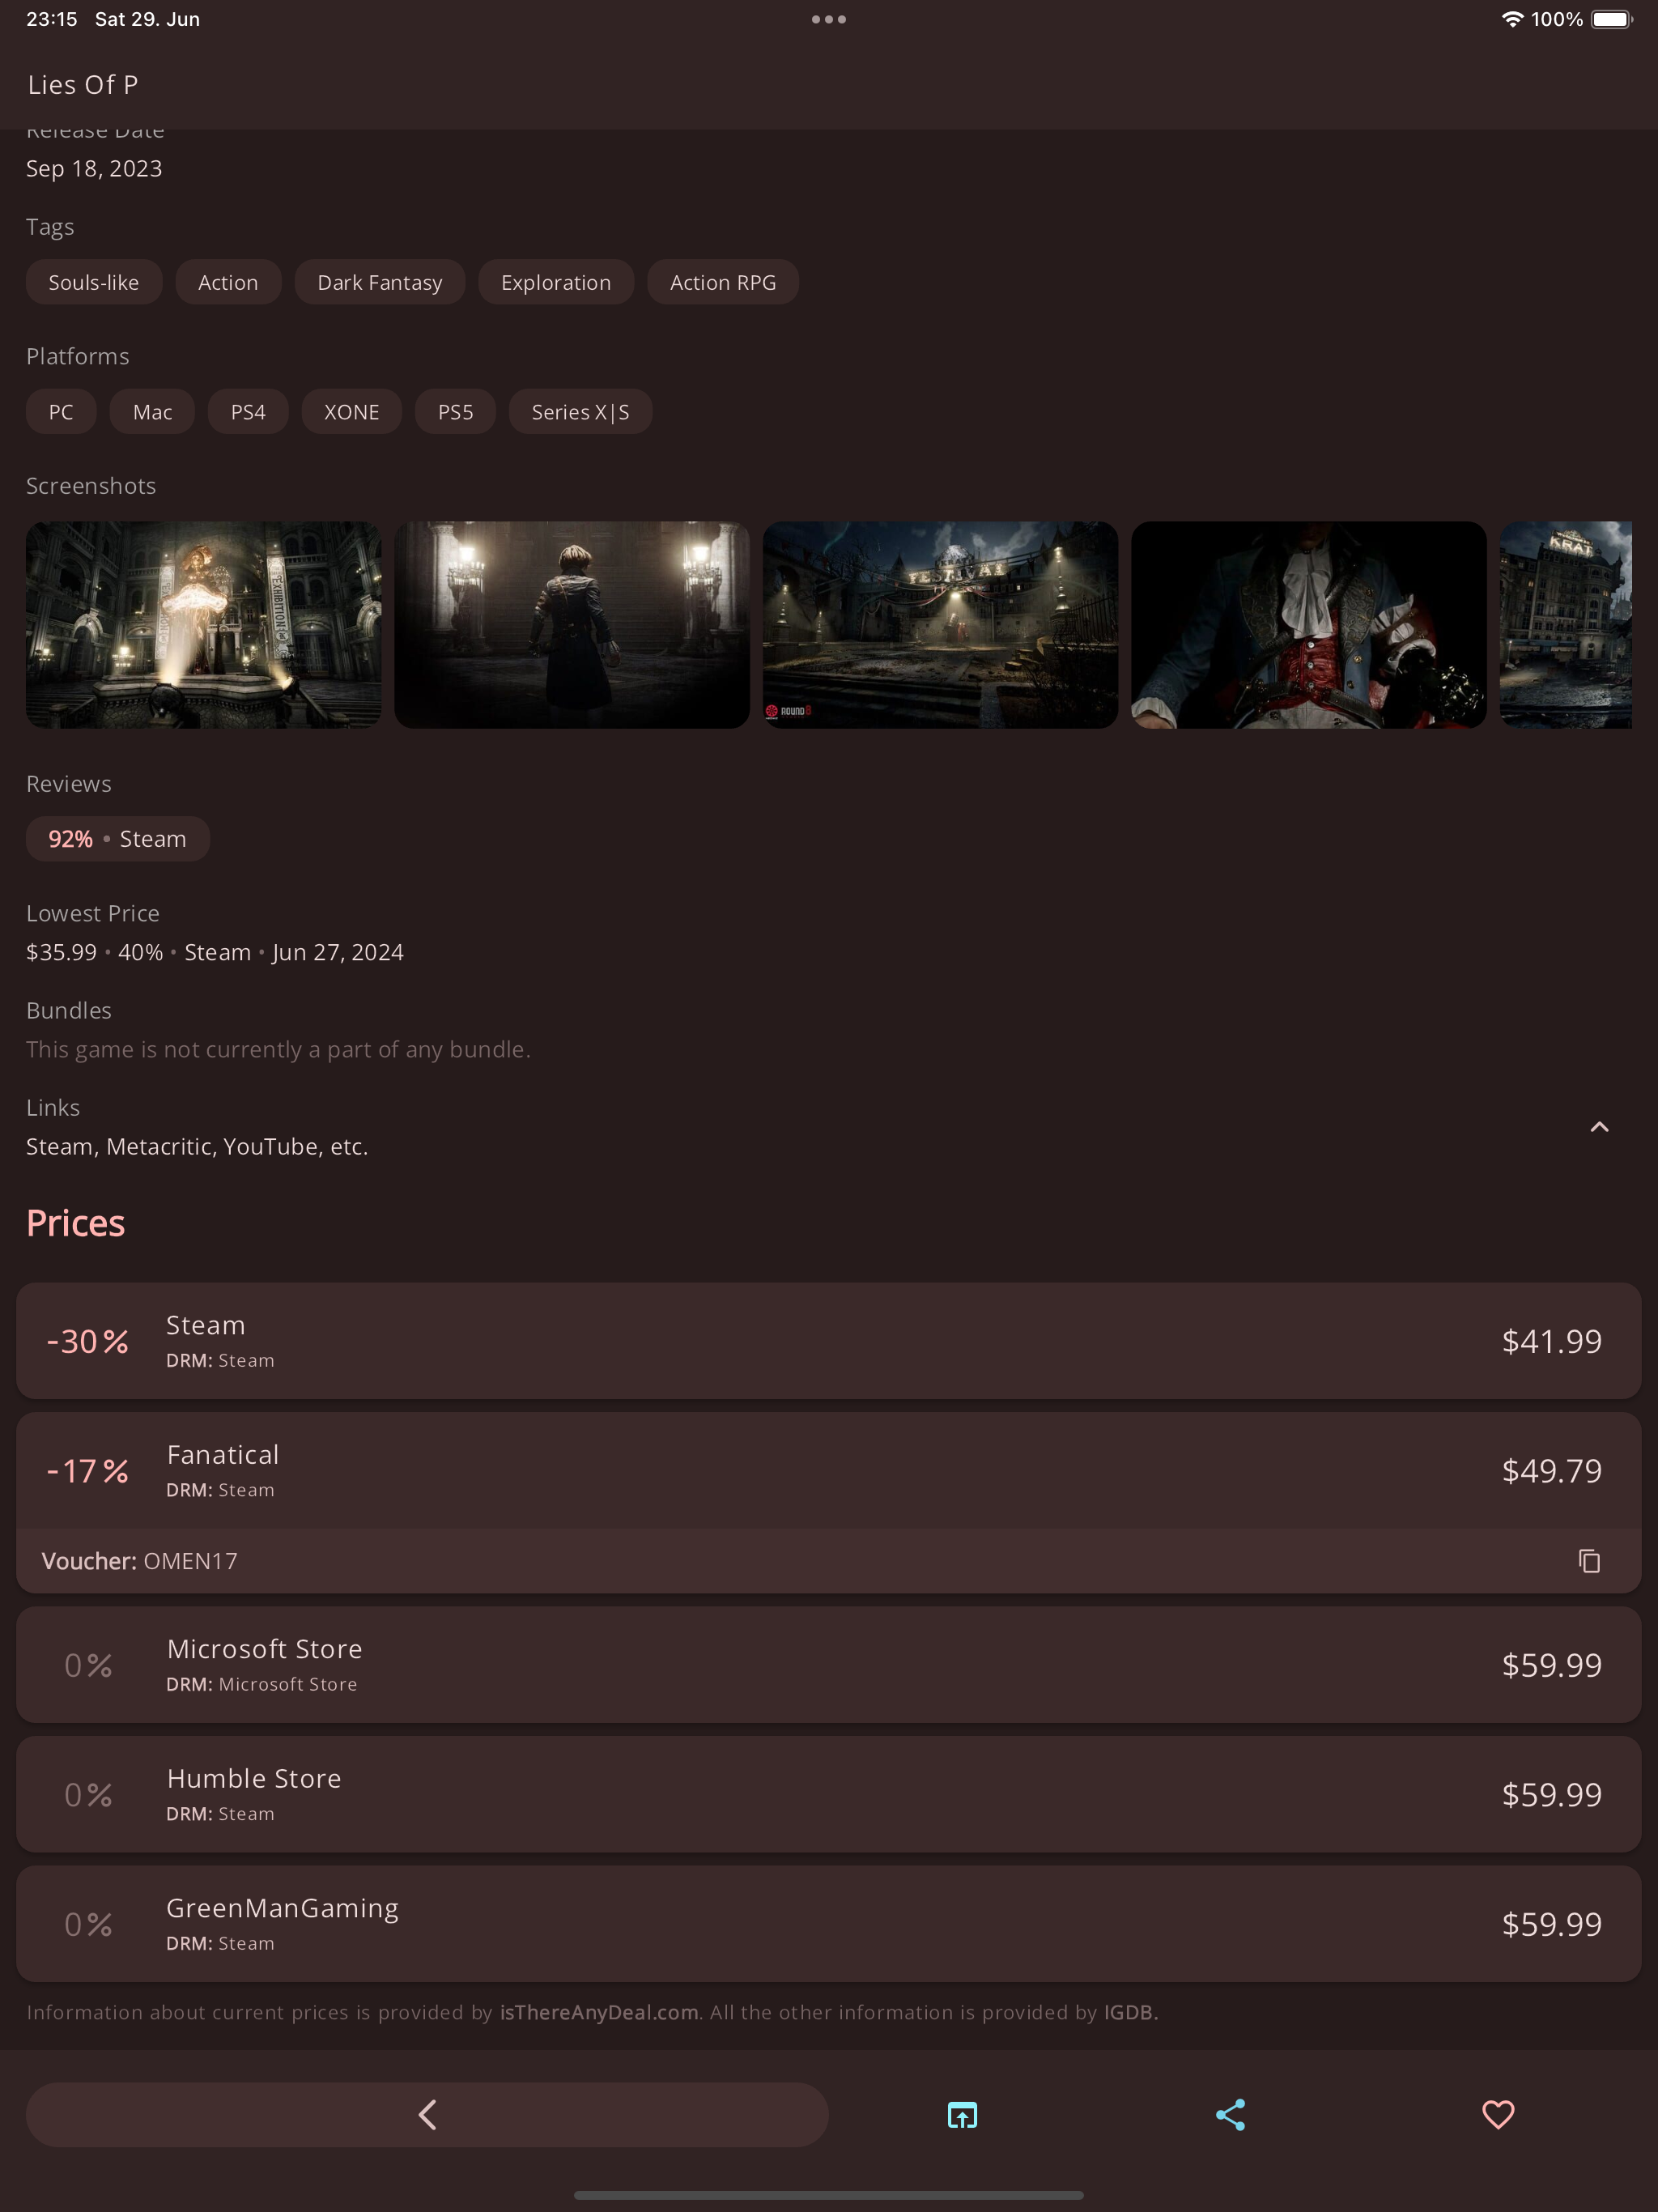 23:15 Sat 29. Jun
100%
Lies Of P
Release Date
Sep 18, 2023
Tags
Souls-like Action Dark Fantasy Exploration Action RPG
Platforms
PC Mac PS4 XONE PS5 Series X|S
Screenshots
EXHIBITION
FESTIVAL
ROUND8
KRAT
Reviews
92% • Steam
Lowest Price
$35.99 • 40% • Steam • Jun 27, 2024
Bundles
This game is not currently a part of any bundle.
Links
Steam, Metacritic, YouTube, etc.
Prices
-30% Steam $41.99
DRM: Steam
-17% Fanatical $49.79
DRM: Steam
Voucher: OMEN17
0% Microsoft Store $59.99
DRM: Microsoft Store
0% Humble Store $59.99
DRM: Steam
0% GreenManGaming $59.99
DRM: Steam
Information about current prices is provided by isThereAnyDeal.com. All the other information is provided by IGDB.